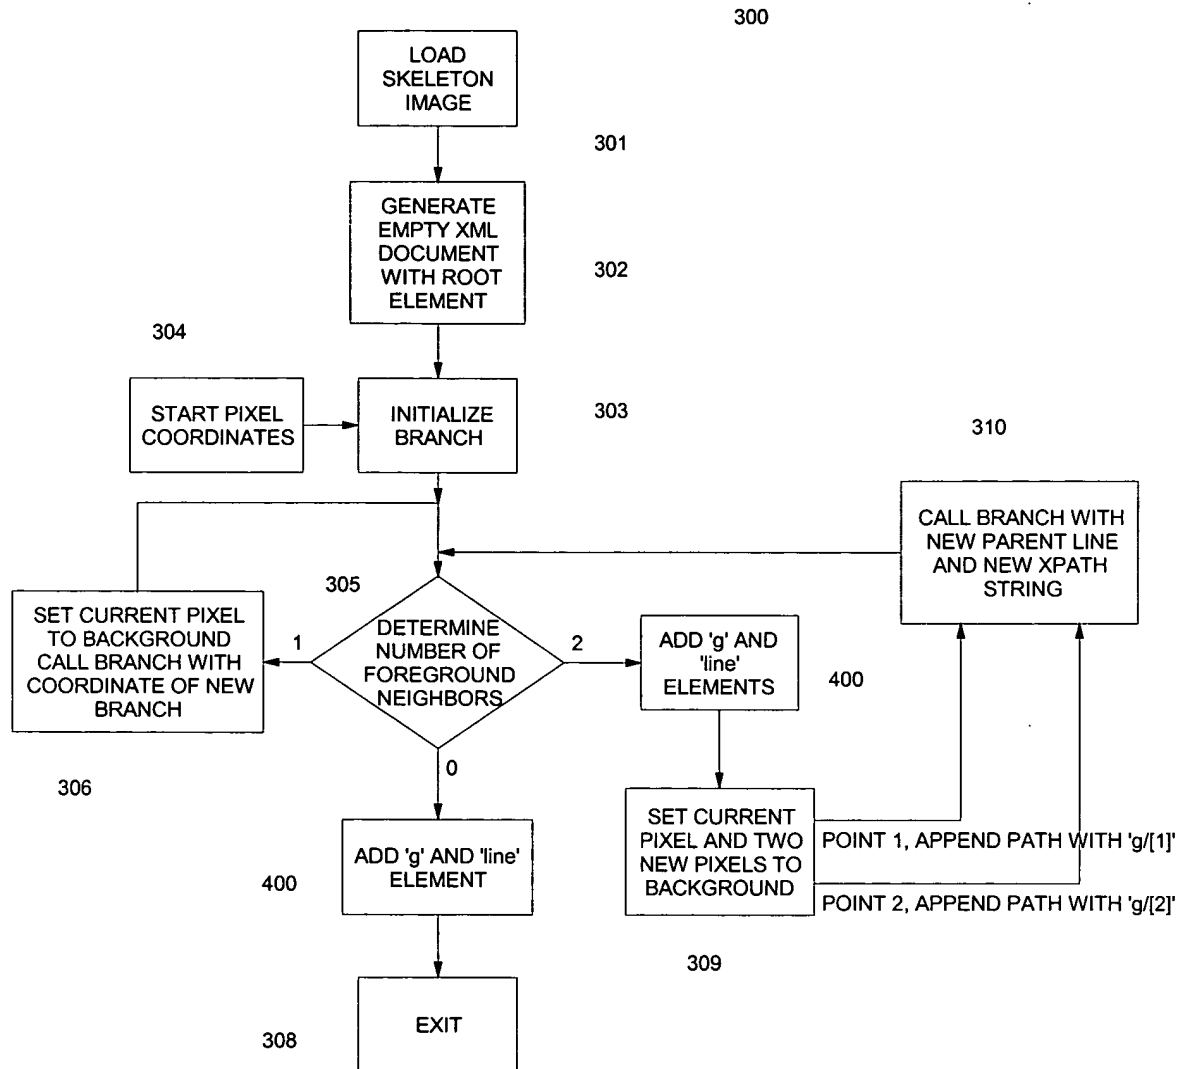 300
LOAD
SKELETON
IMAGE
301
GENERATE
EMPTY XML
DOCUMENT
WITH ROOT
ELEMENT
302
304
START PIXEL
COORDINATES
INITIALIZE
BRANCH
303
310
CALL BRANCH WITH
NEW PARENT LINE
AND NEW XPATH
STRING
305
SET CURRENT PIXEL
TO BACKGROUND
CALL BRANCH WITH
COORDINATE OF NEW
BRANCH
1
DETERMINE
NUMBER OF
FOREGROUND
NEIGHBORS
2
ADD 'g' AND
'line'
ELEMENTS
400
306
0
SET CURRENT
PIXEL AND TWO
NEW PIXELS TO
BACKGROUND
POINT 1, APPEND PATH WITH 'g/[1]'
POINT 2, APPEND PATH WITH 'g/[2]'
309
ADD 'g' AND 'line'
ELEMENT
400
EXIT
308